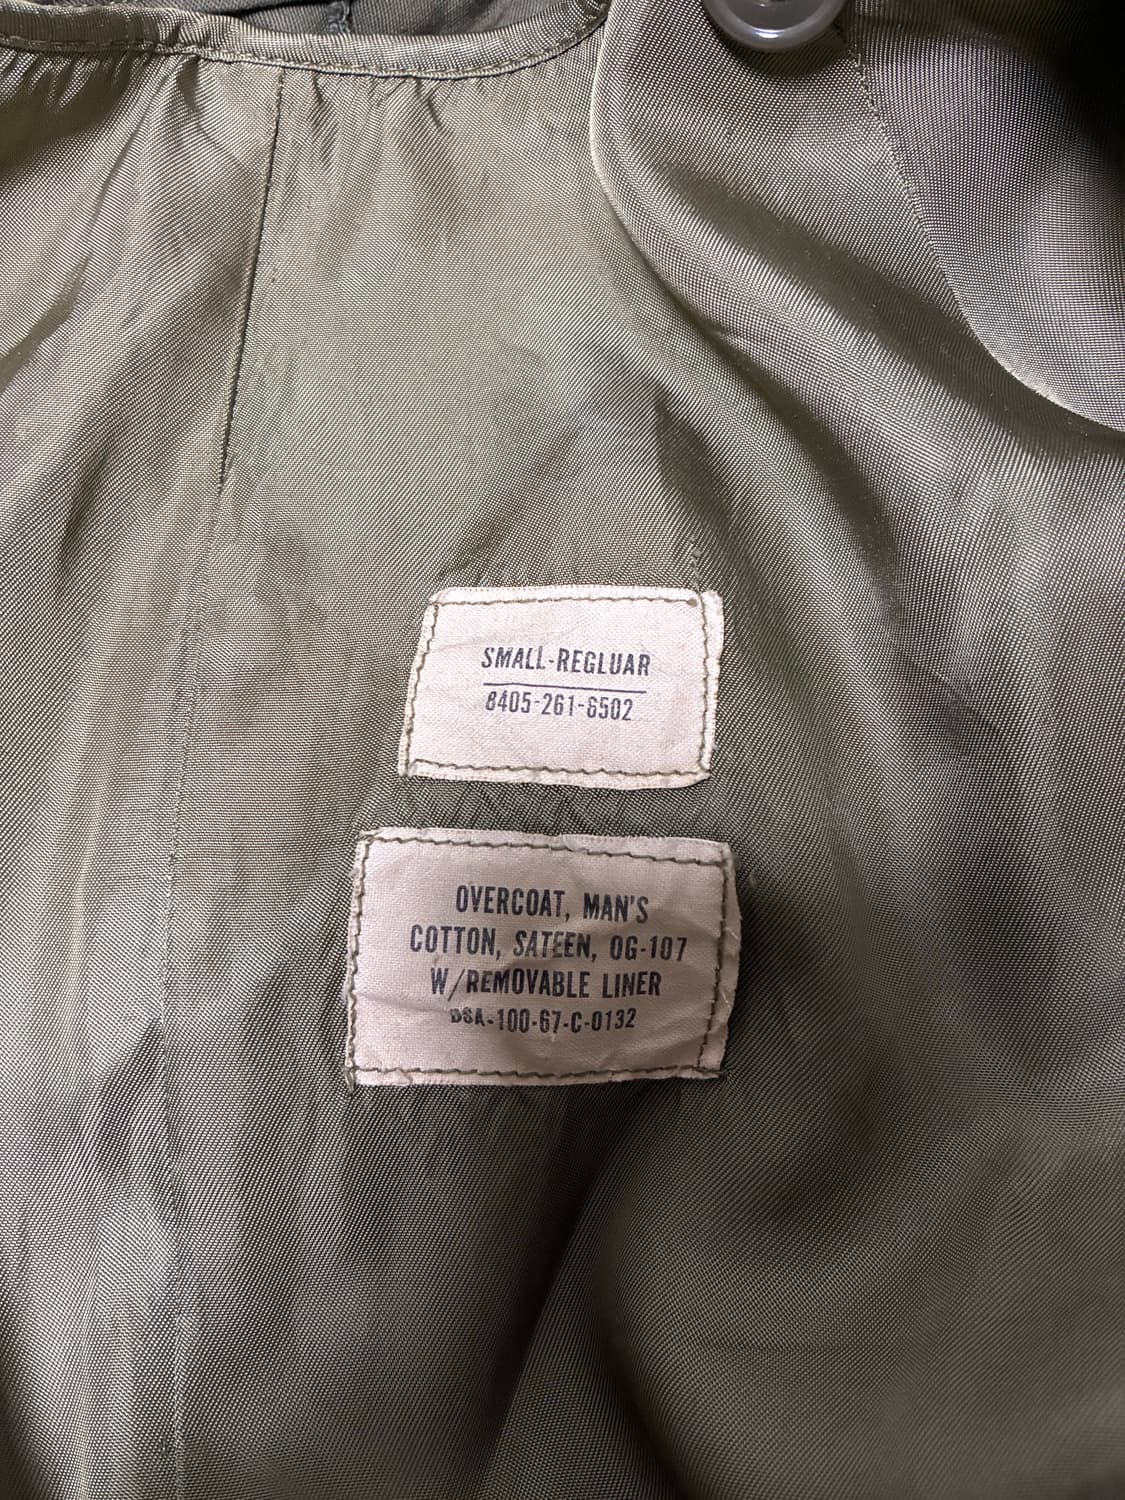 SMALL-REGLUAR
8405-261-6502
OVERCOAT, MAN'S
COTTON, SATEEN, OG-107
W/REMOVABLE LINER
DSA-100-67-C-0132